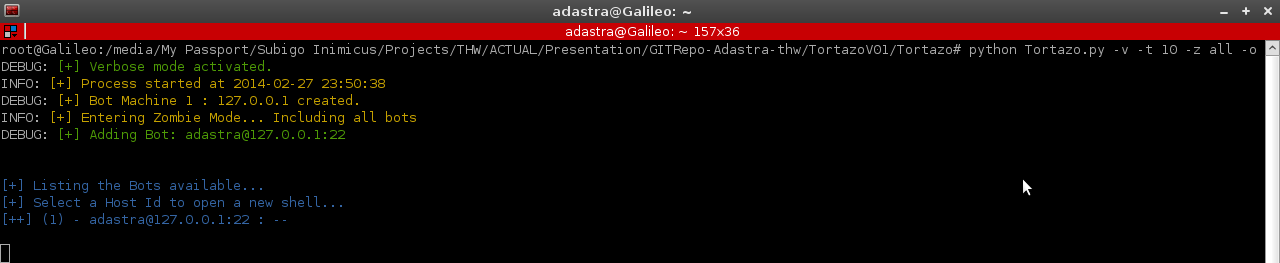 adastra@Galileo: ~
adastra@Galileo: ~ 157x36
root@Galileo:/media/My Passport/Subigo Inimicus/Projects/THW/ACTUAL/Presentation/GITRepo-Adastra-thw/TortazoV01/Tortazo# python Tortazo.py -v -t 10 -z all -o
DEBUG: [+] Verbose mode activated.
INFO: [+] Process started at 2014-02-27 23:50:38
DEBUG: [+] Bot Machine 1 : 127.0.0.1 created.
INFO: [+] Entering Zombie Mode... Including all bots
DEBUG: [+] Adding Bot: adastra@127.0.0.1:22
[+] Listing the Bots available...
[+] Select a Host Id to open a new shell...
[++] (1) - adastra@127.0.0.1:22 : --